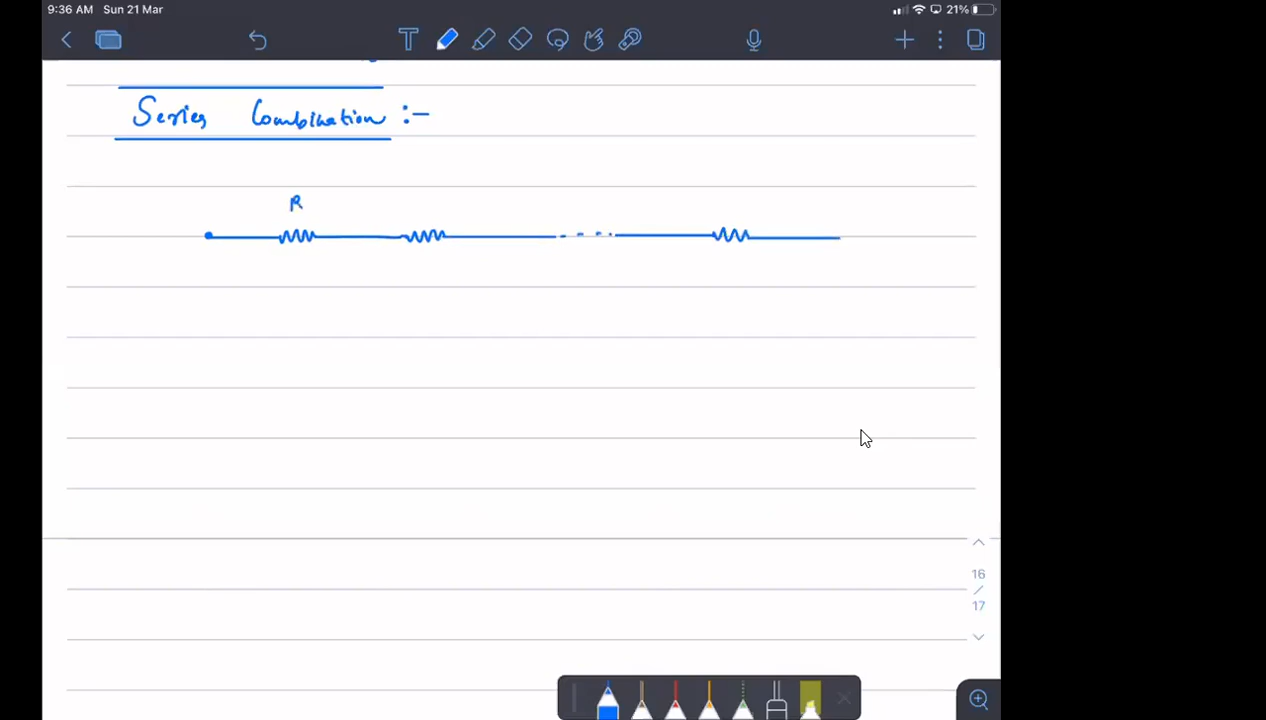 9:36 AM Sun 21 Mar
21%
T
Series Combination :-
R
16
/
17